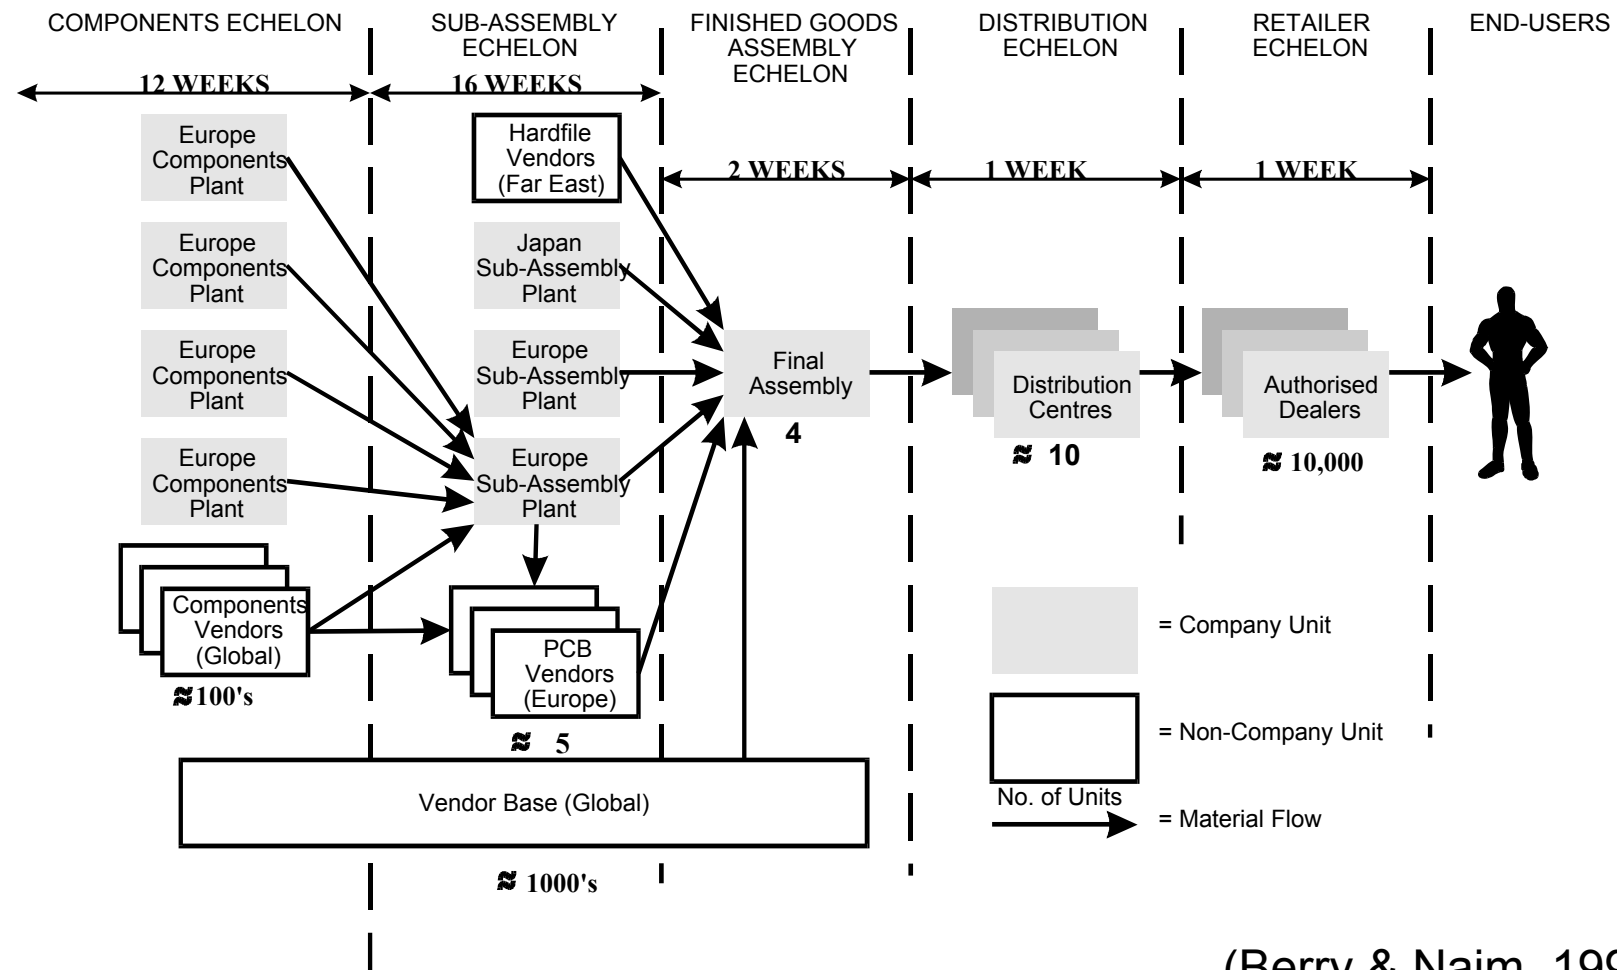 COMPONENTS ECHELON
SUB-ASSEMBLY
ECHELON
FINISHED GOODS
ASSEMBLY
ECHELON
DISTRIBUTION
ECHELON
RETAILER
ECHELON
END-USERS
12 WEEKS
16 WEEKS
2 WEEKS
1 WEEK
1 WEEK
Europe
Components
Plant
Europe
Components
Plant
Europe
Components
Plant
Europe
Components
Plant
Components
Vendors
(Global)
≈ 100's
Hardfile
Vendors
(Far East)
Japan
Sub-Assembly
Plant
Europe
Sub-Assembly
Plant
Europe
Sub-Assembly
Plant
PCB
Vendors
(Europe)
≈ 5
Vendor Base (Global)
≈ 1000's
Final
Assembly
4
Distribution
Centres
≈ 10
Authorised
Dealers
≈ 10,000
= Company Unit
= Non-Company Unit
No. of Units
= Material Flow
(Berry & Naim, 199